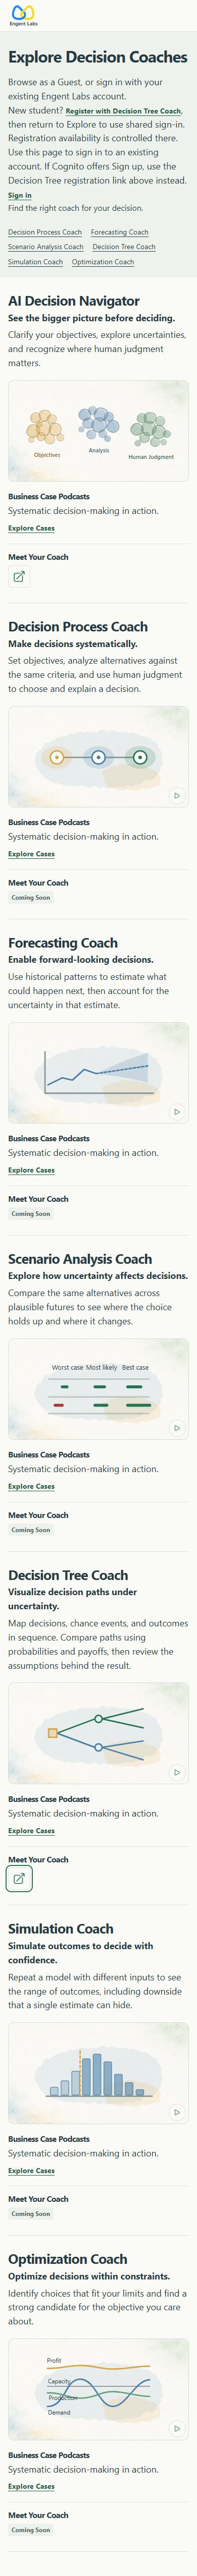 Engent Labs
Explore Decision Coaches
Browse as a Guest, or sign in with your
existing Engent Labs account.
New student? Register with Decision Tree Coach,
then return to Explore to use shared sign-in.
Registration availability is controlled there.
Use this page to sign in to an existing
account. If Cognito offers Sign up, use the
Decision Tree registration link above instead.
Sign in
Find the right coach for your decision.
Decision Process Coach Forecasting Coach
Scenario Analysis Coach Decision Tree Coach
Simulation Coach Optimization Coach
AI Decision Navigator
See the bigger picture before deciding.
Clarify your objectives, explore uncertainties,
and recognize where human judgment
matters.
Objectives Analysis Human Judgment
Business Case Podcasts
Systematic decision-making in action.
Explore Cases
Meet Your Coach
Decision Process Coach
Make decisions systematically.
Set objectives, analyze alternatives against
the same criteria, and use human judgment
to choose and explain a decision.
Business Case Podcasts
Systematic decision-making in action.
Explore Cases
Meet Your Coach
Coming Soon
Forecasting Coach
Enable forward-looking decisions.
Use historical patterns to estimate what
could happen next, then account for the
uncertainty in that estimate.
Business Case Podcasts
Systematic decision-making in action.
Explore Cases
Meet Your Coach
Coming Soon
Scenario Analysis Coach
Explore how uncertainty affects decisions.
Compare the same alternatives across
plausible futures to see where the choice
holds up and where it changes.
Worst case Most likely Best case
Business Case Podcasts
Systematic decision-making in action.
Explore Cases
Meet Your Coach
Coming Soon
Decision Tree Coach
Visualize decision paths under
uncertainty.
Map decisions, chance events, and outcomes
in sequence. Compare paths using
probabilities and payoffs, then review the
assumptions behind the result.
Business Case Podcasts
Systematic decision-making in action.
Explore Cases
Meet Your Coach
Simulation Coach
Simulate outcomes to decide with
confidence.
Repeat a model with different inputs to see
the range of outcomes, including downside
that a single estimate can hide.
Business Case Podcasts
Systematic decision-making in action.
Explore Cases
Meet Your Coach
Coming Soon
Optimization Coach
Optimize decisions within constraints.
Identify choices that fit your limits and find a
strong candidate for the objective you care
about.
Profit
Capacity
Production
Demand
Business Case Podcasts
Systematic decision-making in action.
Explore Cases
Meet Your Coach
Coming Soon